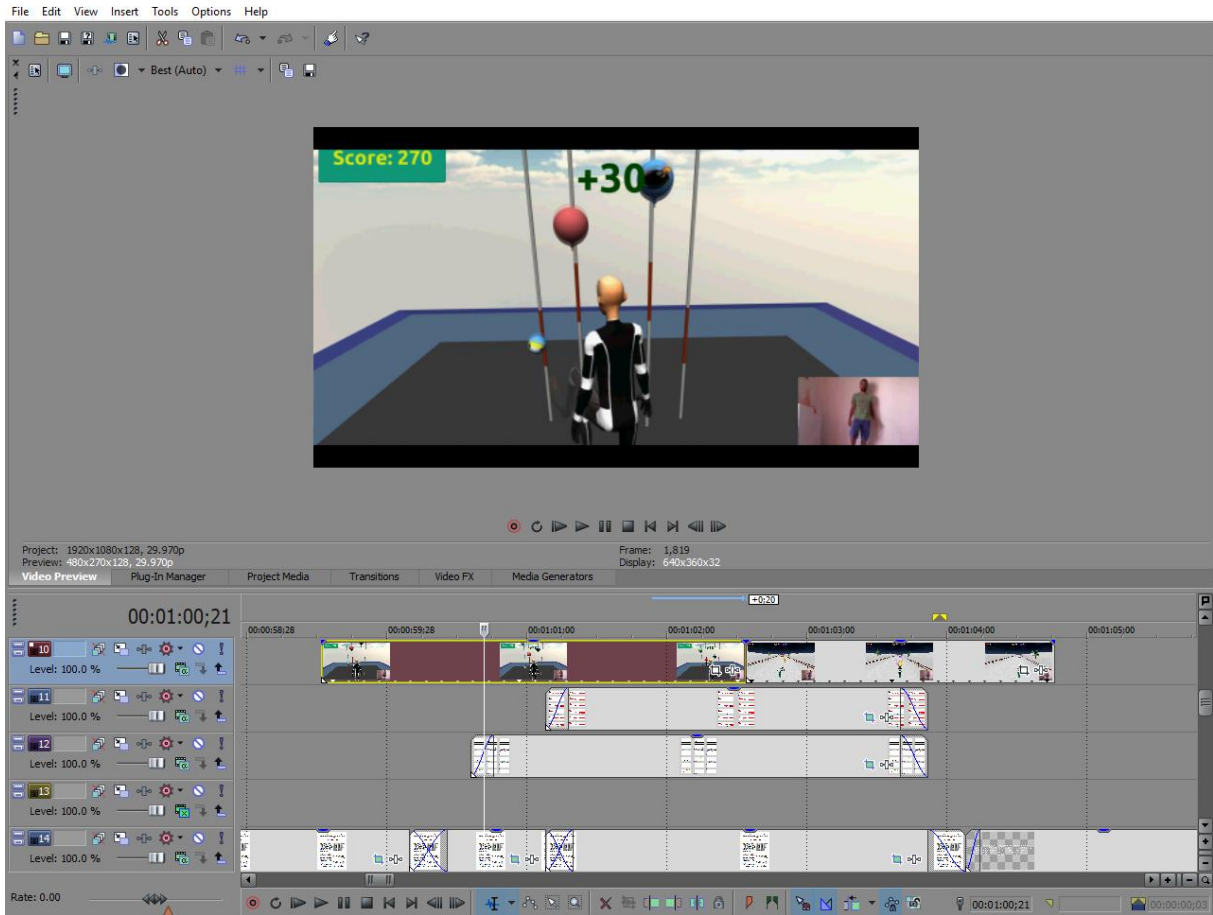 File Edit View Insert Tools Options Help
Best (Auto)
Score: 270
+30
Project: 1920x1080x128, 29.970p
Frame: 1,819
Preview: 480x270x128, 29.970p
Display: 640x360x32
Video Preview Plug-In Manager Project Media Transitions Video FX Media Generators
+0;20
00:01:00;21
00:00:58;28 00:00:59;28 00:01:01;00 00:01:02;00 00:01:03;00 00:01:04;00 00:01:05;00
10
Level: 100.0 %
11
Level: 100.0 %
12
Level: 100.0 %
13
Level: 100.0 %
14
Level: 100.0 %
Rate: 0.00
00:01:00;21
00:00:00;03